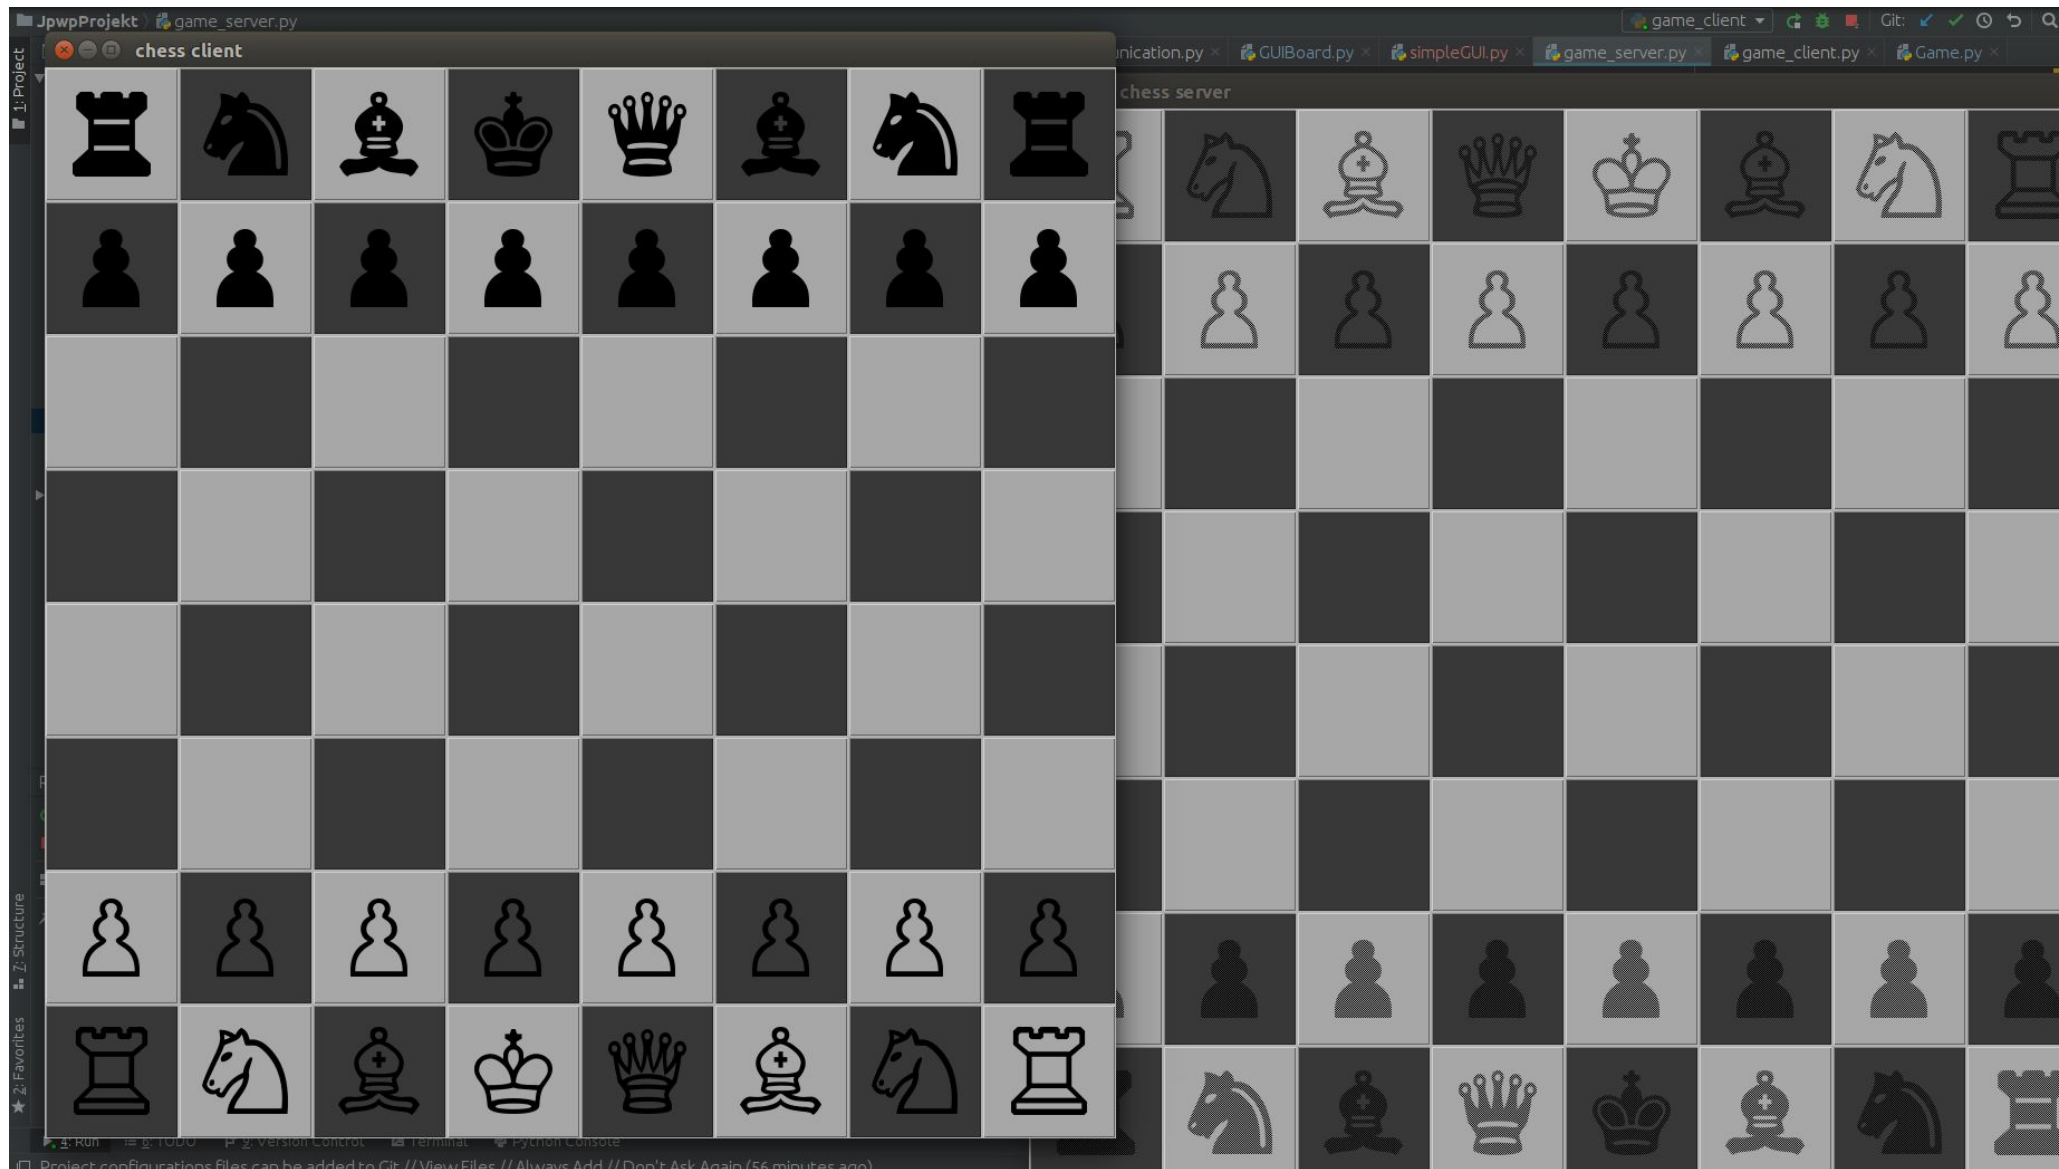 JpwpProjekt game_server.py game_client Git:
chess client
nication.py GUIBoard.py simpleGUI.py game_server.py game_client.py Game.py
1: Project
chess server
7: Structure
2: Favorites
4: Run 6: TODO 9: Version Control Terminal Python Console
Project configurations files can be added to Git // View Files // Always Add // Don't Ask Again (56 minutes ago)